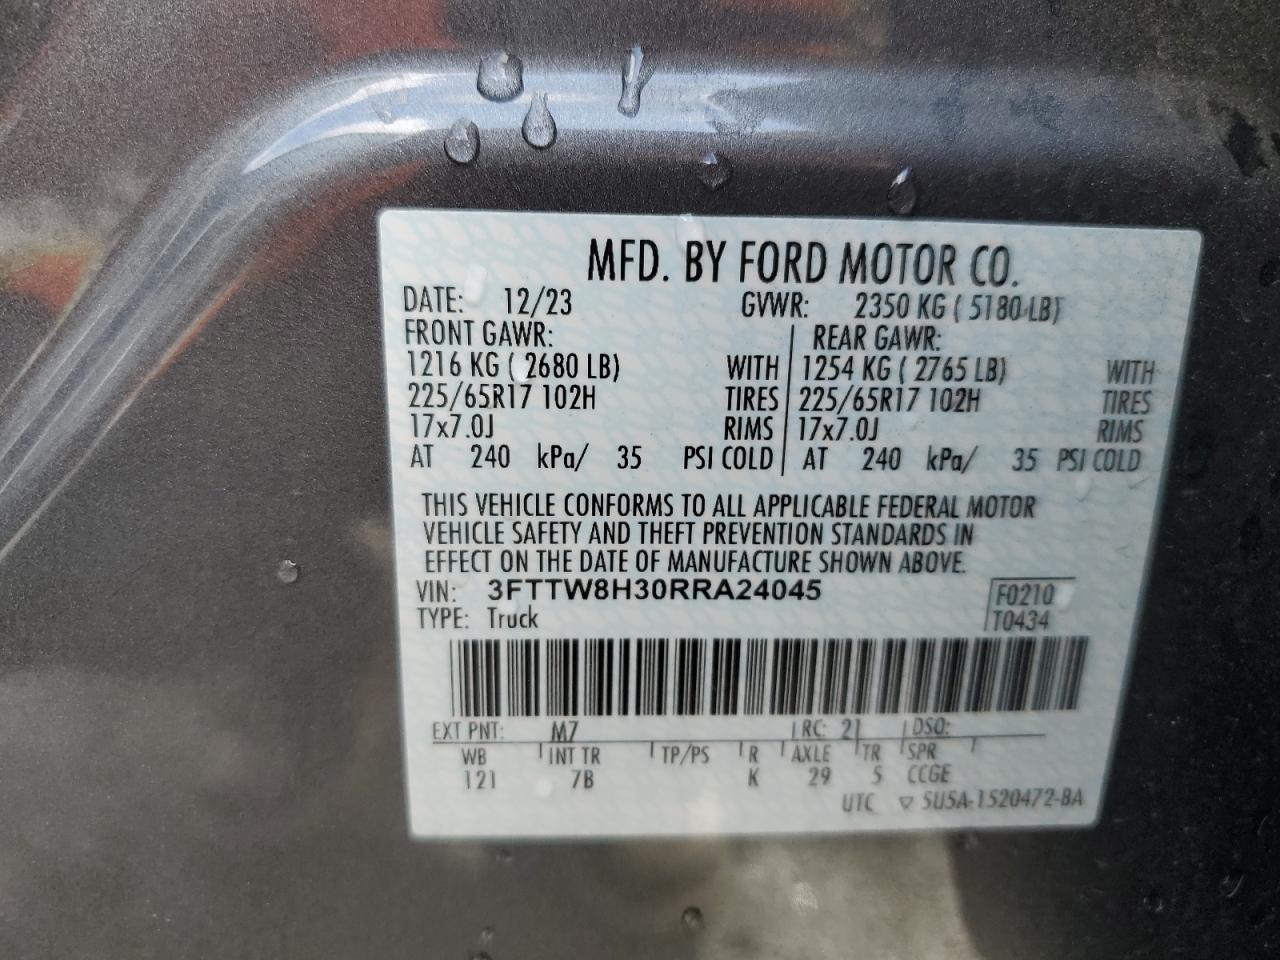 MFD. BY FORD MOTOR CO.
DATE: 12/23 GVWR: 2350 KG ( 5180 LB)
FRONT GAWR: REAR GAWR:
1216 KG ( 2680 LB) WITH 1254 KG ( 2765 LB) WITH
225/65R17 102H TIRES 225/65R17 102H TIRES
17x7.0J RIMS 17x7.0J RIMS
AT 240 kPa/ 35 PSI COLD AT 240 kPa/ 35 PSI COLD
THIS VEHICLE CONFORMS TO ALL APPLICABLE FEDERAL MOTOR
VEHICLE SAFETY AND THEFT PREVENTION STANDARDS IN
EFFECT ON THE DATE OF MANUFACTURE SHOWN ABOVE.
VIN: 3FTTW8H30RRA24045 F0210
TYPE: Truck T0434
EXT PNT: M7 RC: 21 DSO:
WB INT TR TP/PS R AXLE TR SPR
121 7B K 29 5 CCGE
UTC ▽ SU5A-1520472-BA